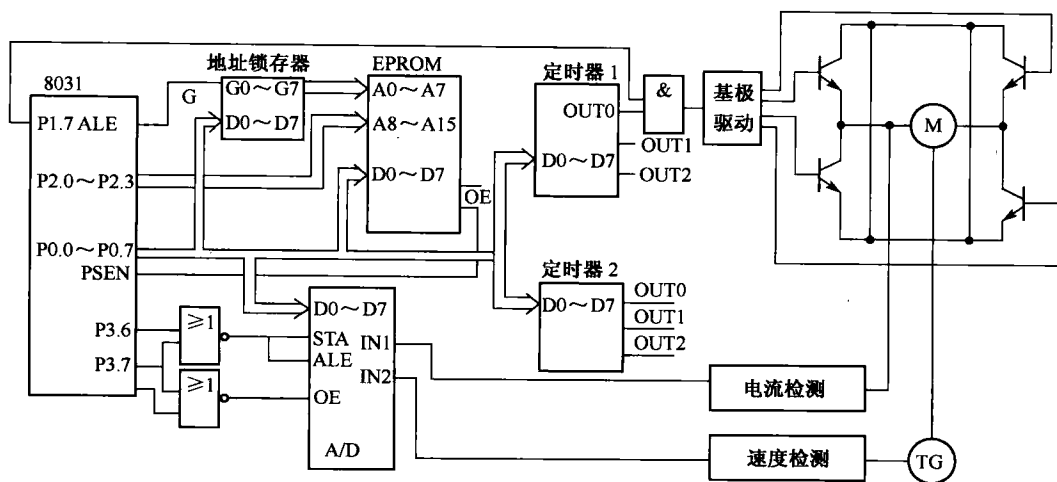 8031
P1.7 ALE
P2.0～P2.3
P0.0～P0.7
PSEN
P3.6
P3.7
G
地址锁存器
G0～G7
D0～D7
EPROM
A0～A7
A8～A15
D0～D7
OE
≥1
≥1
D0～D7
STA
ALE
OE
IN1
IN2
A/D
定时器 1
OUT0
D0～D7
OUT1
OUT2
定时器 2
D0～D7
OUT0
OUT1
OUT2
&
基极
驱动
M
电流检测
速度检测
TG